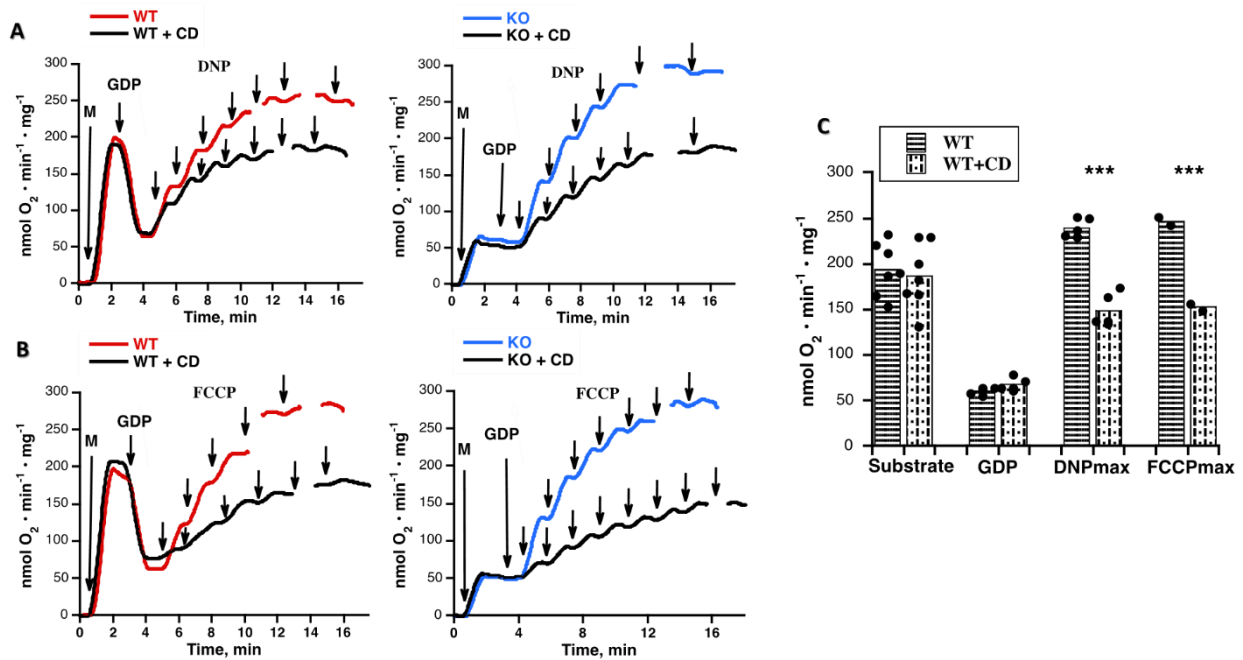 A
WT
WT + CD
nmol O2 · min-1 · mg-1
300
250
200
150
100
50
0
M
GDP
DNP
0 2 4 6 8 10 12 14 16
Time, min
KO
KO + CD
nmol O2 · min-1 · mg-1
300
250
200
150
100
50
0
M
GDP
DNP
0 2 4 6 8 10 12 14 16
Time, min
B
WT
WT + CD
nmol O2 · min-1 · mg-1
300
250
200
150
100
50
0
M
GDP
FCCP
0 2 4 6 8 10 12 14 16
Time, min
KO
KO + CD
nmol O2 · min-1 · mg-1
300
250
200
150
100
50
0
M
GDP
FCCP
0 2 4 6 8 10 12 14 16 18
Time, min
C
WT
WT+CD
nmol O2 · min-1 · mg-1
300
250
200
150
100
50
0
*** ***
Substrate GDP DNPmax FCCPmax